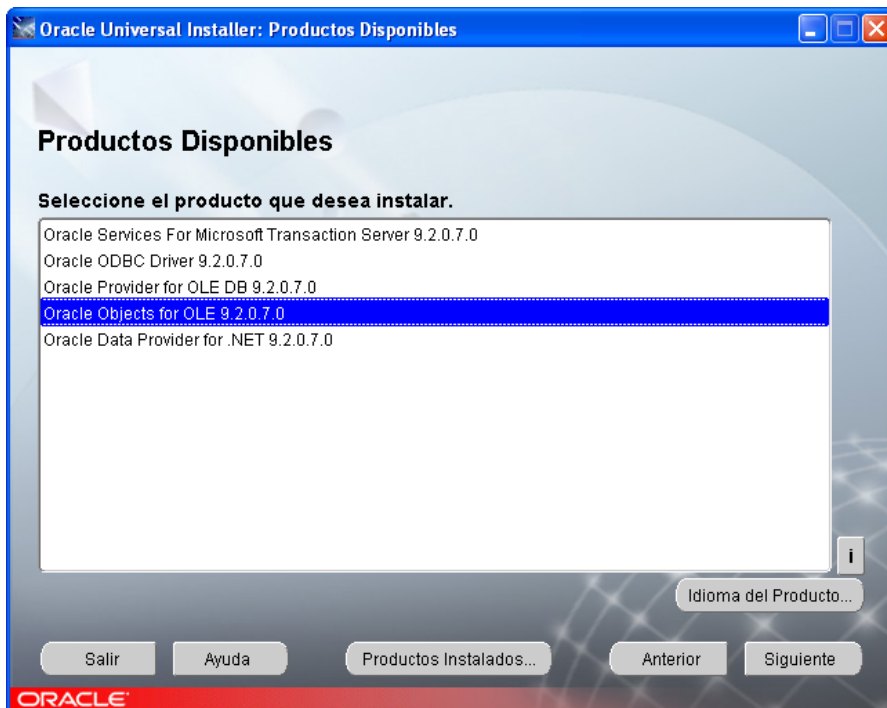 Oracle Universal Installer: Productos Disponibles
Productos Disponibles
Seleccione el producto que desea instalar.
Oracle Services For Microsoft Transaction Server 9.2.0.7.0
Oracle ODBC Driver 9.2.0.7.0
Oracle Provider for OLE DB 9.2.0.7.0
Oracle Objects for OLE 9.2.0.7.0
Oracle Data Provider for .NET 9.2.0.7.0
i
Idioma del Producto...
Salir Ayuda Productos Instalados... Anterior Siguiente
ORACLE